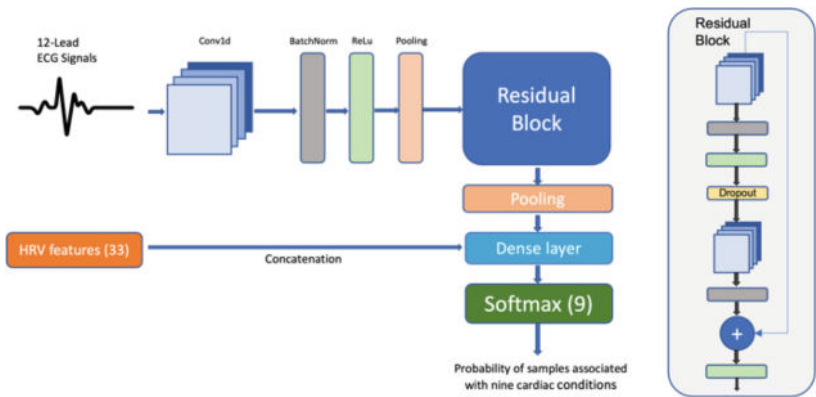 12-Lead
ECG Signals
Conv1d
BatchNorm
ReLu
Pooling
Residual
Block
Pooling
HRV features (33)
Concatenation
Dense layer
Softmax (9)
Probability of samples associated
with nine cardiac conditions
Residual
Block
Dropout
+